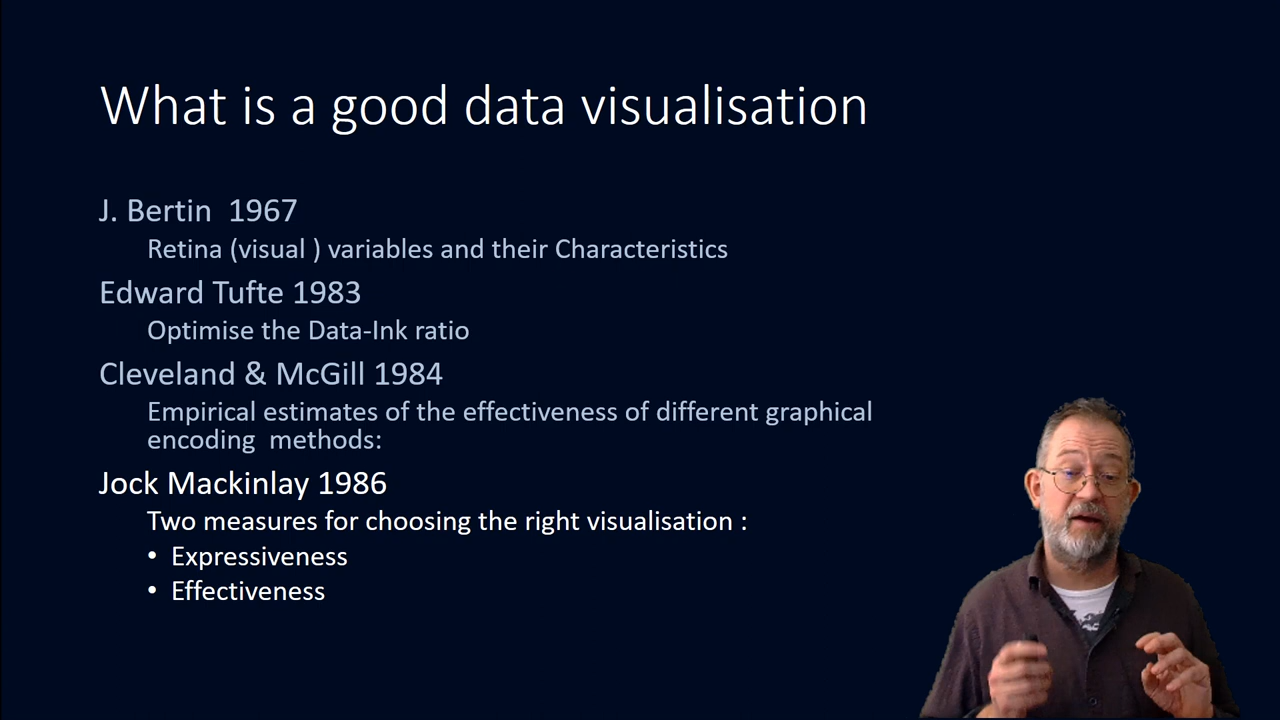 What is a good data visualisation
J. Bertin  1967
Retina (visual ) variables and their Characteristics
Edward Tufte 1983
Optimise the Data-Ink ratio
Cleveland & McGill 1984
Empirical estimates of the effectiveness of different graphical
encoding  methods:
Jock Mackinlay 1986
Two measures for choosing the right visualisation :
• Expressiveness
• Effectiveness